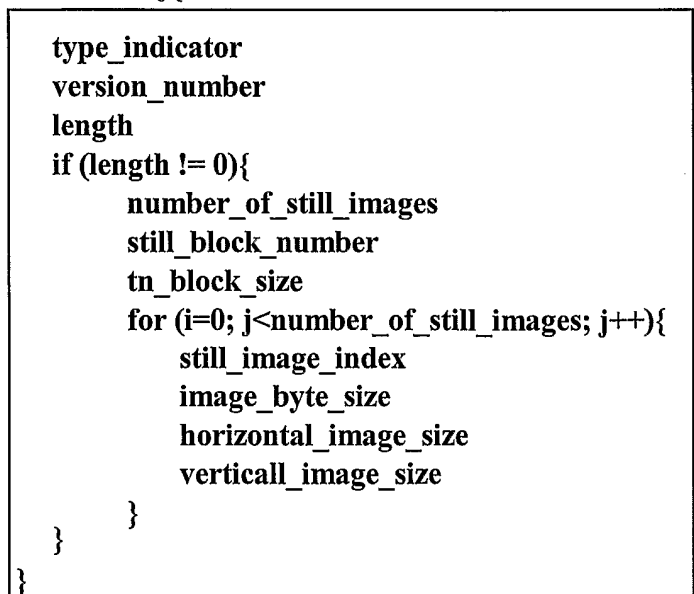 type_indicator
version_number
length
if (length != 0){
number_of_still_images
still_block_number
tn_block_size
for (i=0; j<number_of_still_images; j++){
still_image_index
image_byte_size
horizontal_image_size
verticall_image_size
}
}
}